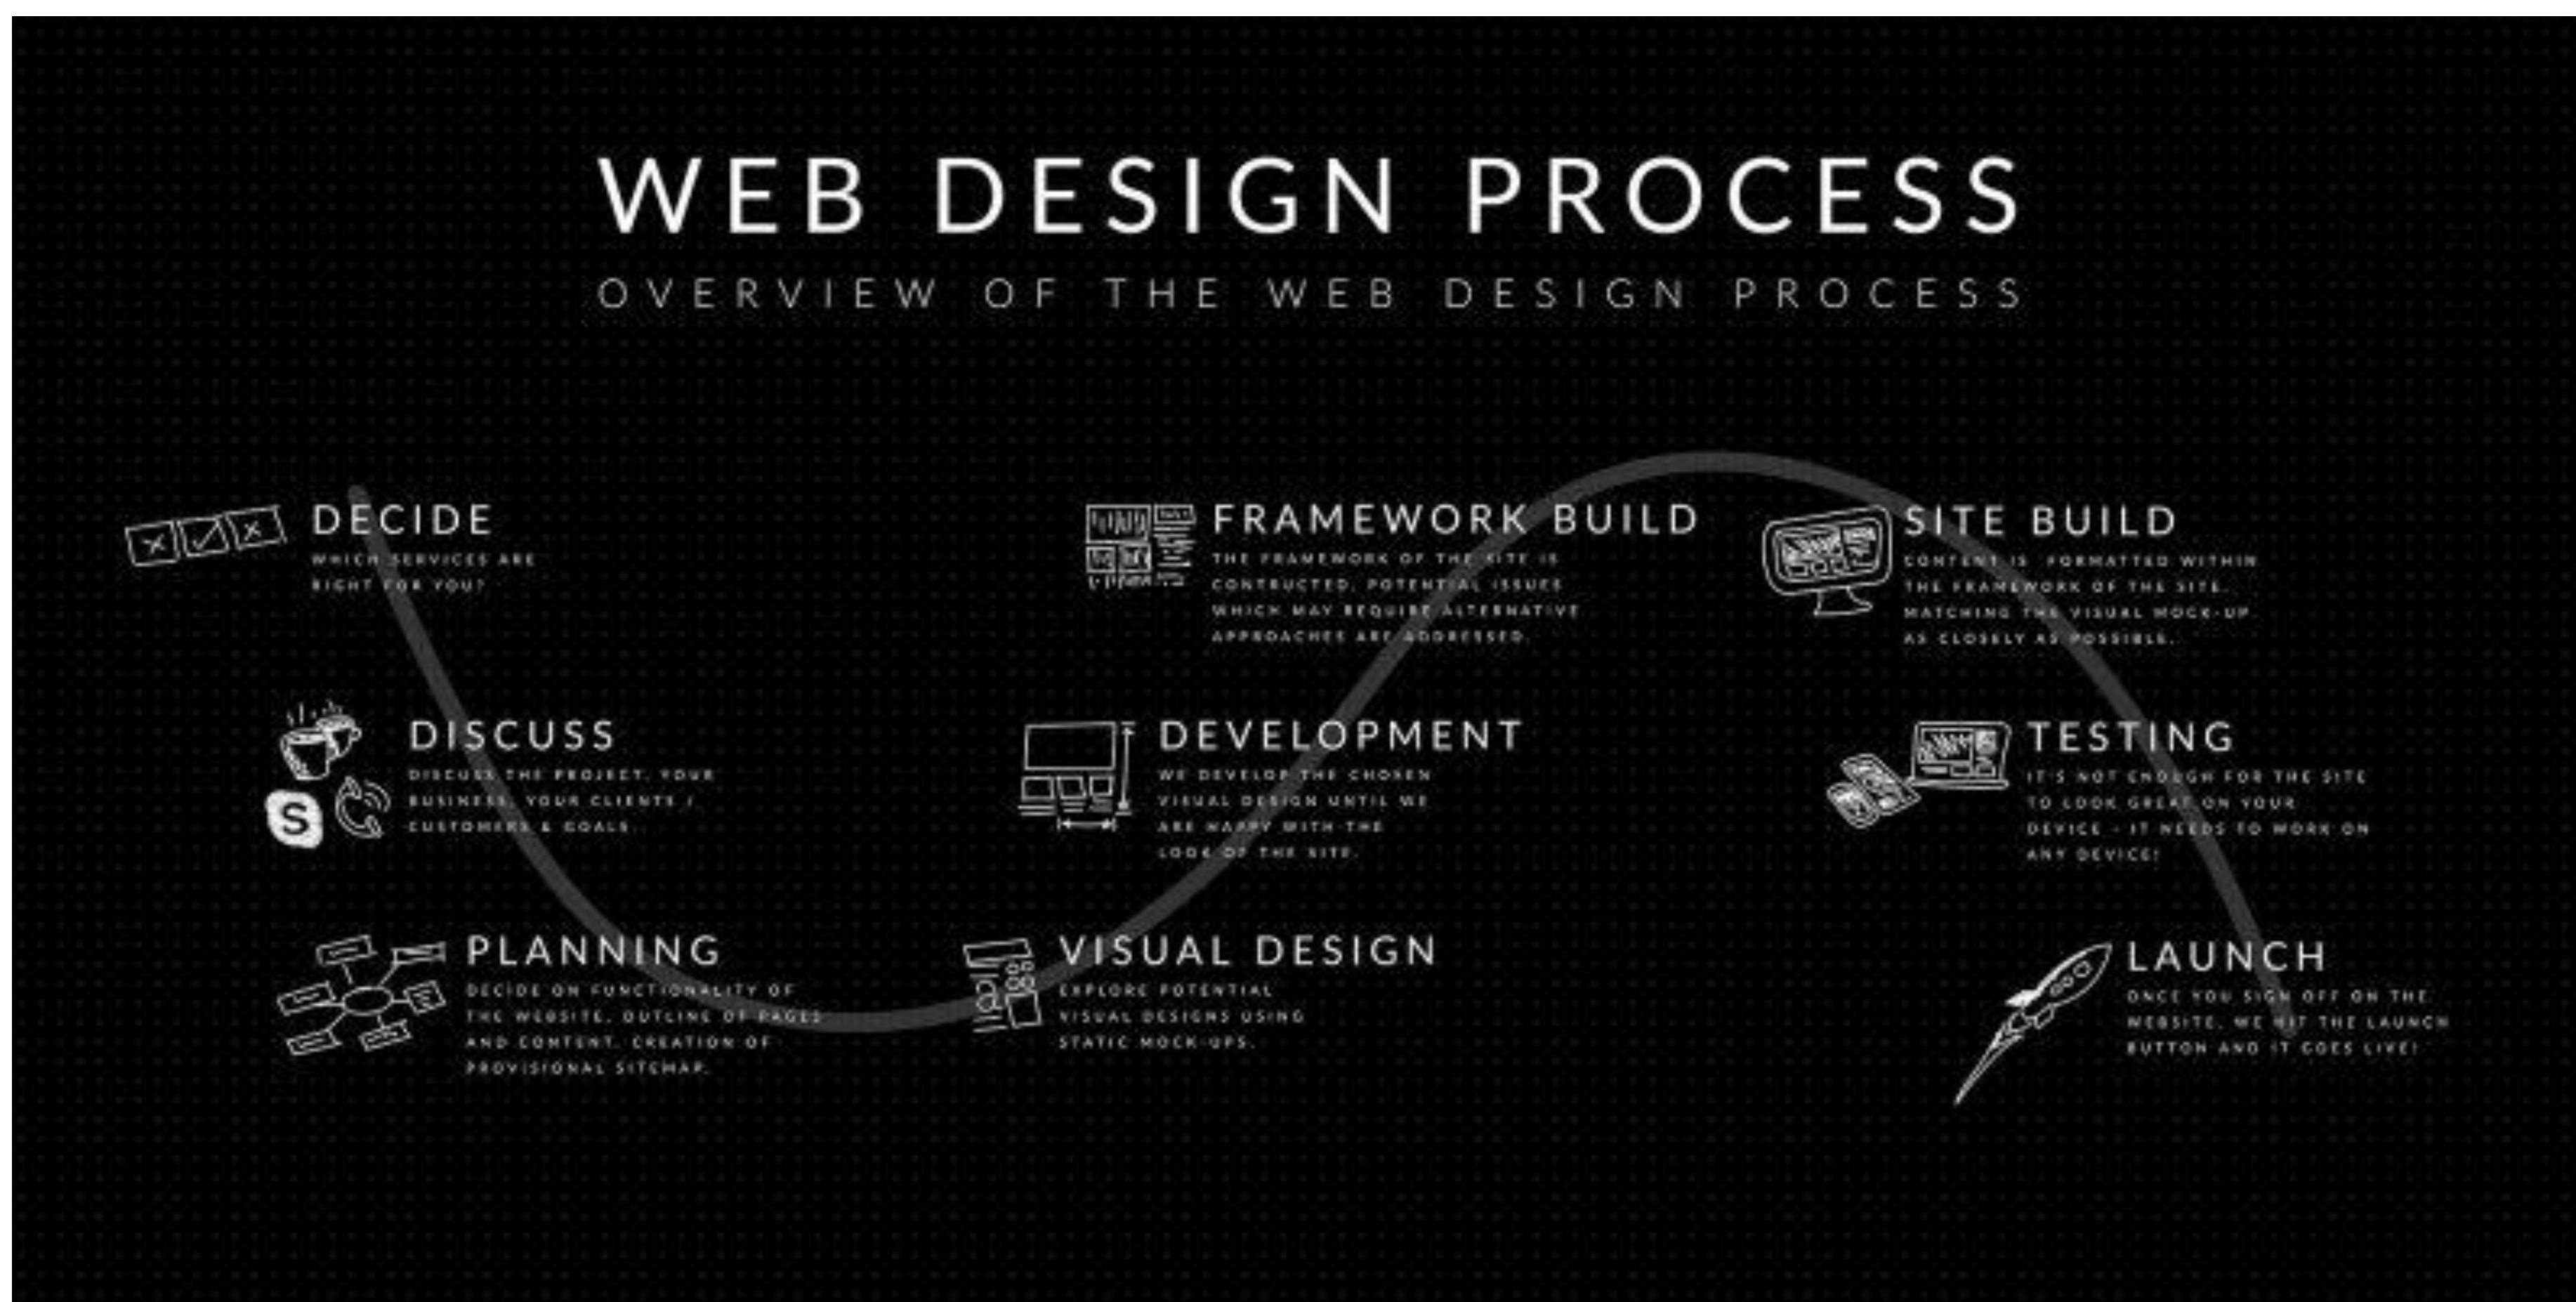 WEB DESIGN PROCESS
OVERVIEW OF THE WEB DESIGN PROCESS
DECIDE
WHICH SERVICES ARE
RIGHT FOR YOU?
DISCUSS
DISCUSS THE PROJECT, YOUR
BUSINESS, YOUR CLIENTS /
CUSTOMERS & GOALS.
S
PLANNING
DECIDE ON FUNCTIONALITY OF
THE WEBSITE, OUTLINE OF PAGES
AND CONTENT. CREATION OF
PROVISIONAL SITEMAP.
VISUAL DESIGN
EXPLORE POTENTIAL
VISUAL DESIGNS USING
STATIC MOCK-UPS.
DEVELOPMENT
WE DEVELOP THE CHOSEN
VISUAL DESIGN UNTIL WE
ARE HAPPY WITH THE
LOOK OF THE SITE.
FRAMEWORK BUILD
THE FRAMEWORK OF THE SITE IS
CONTRUCTED, POTENTIAL ISSUES
WHICH MAY REQUIRE ALTERNATIVE
APPROACHES ARE ADDRESSED.
SITE BUILD
CONTENT IS FORMATTED WITHIN
THE FRAMEWORK OF THE SITE,
MATCHING THE VISUAL MOCK-UP
AS CLOSELY AS POSSIBLE.
TESTING
IT'S NOT ENOUGH FOR THE SITE
TO LOOK GREAT ON YOUR
DEVICE - IT NEEDS TO WORK ON
ANY DEVICE!
LAUNCH
ONCE YOU SIGN OFF ON THE
WEBSITE, WE HIT THE LAUNCH
BUTTON AND IT GOES LIVE!